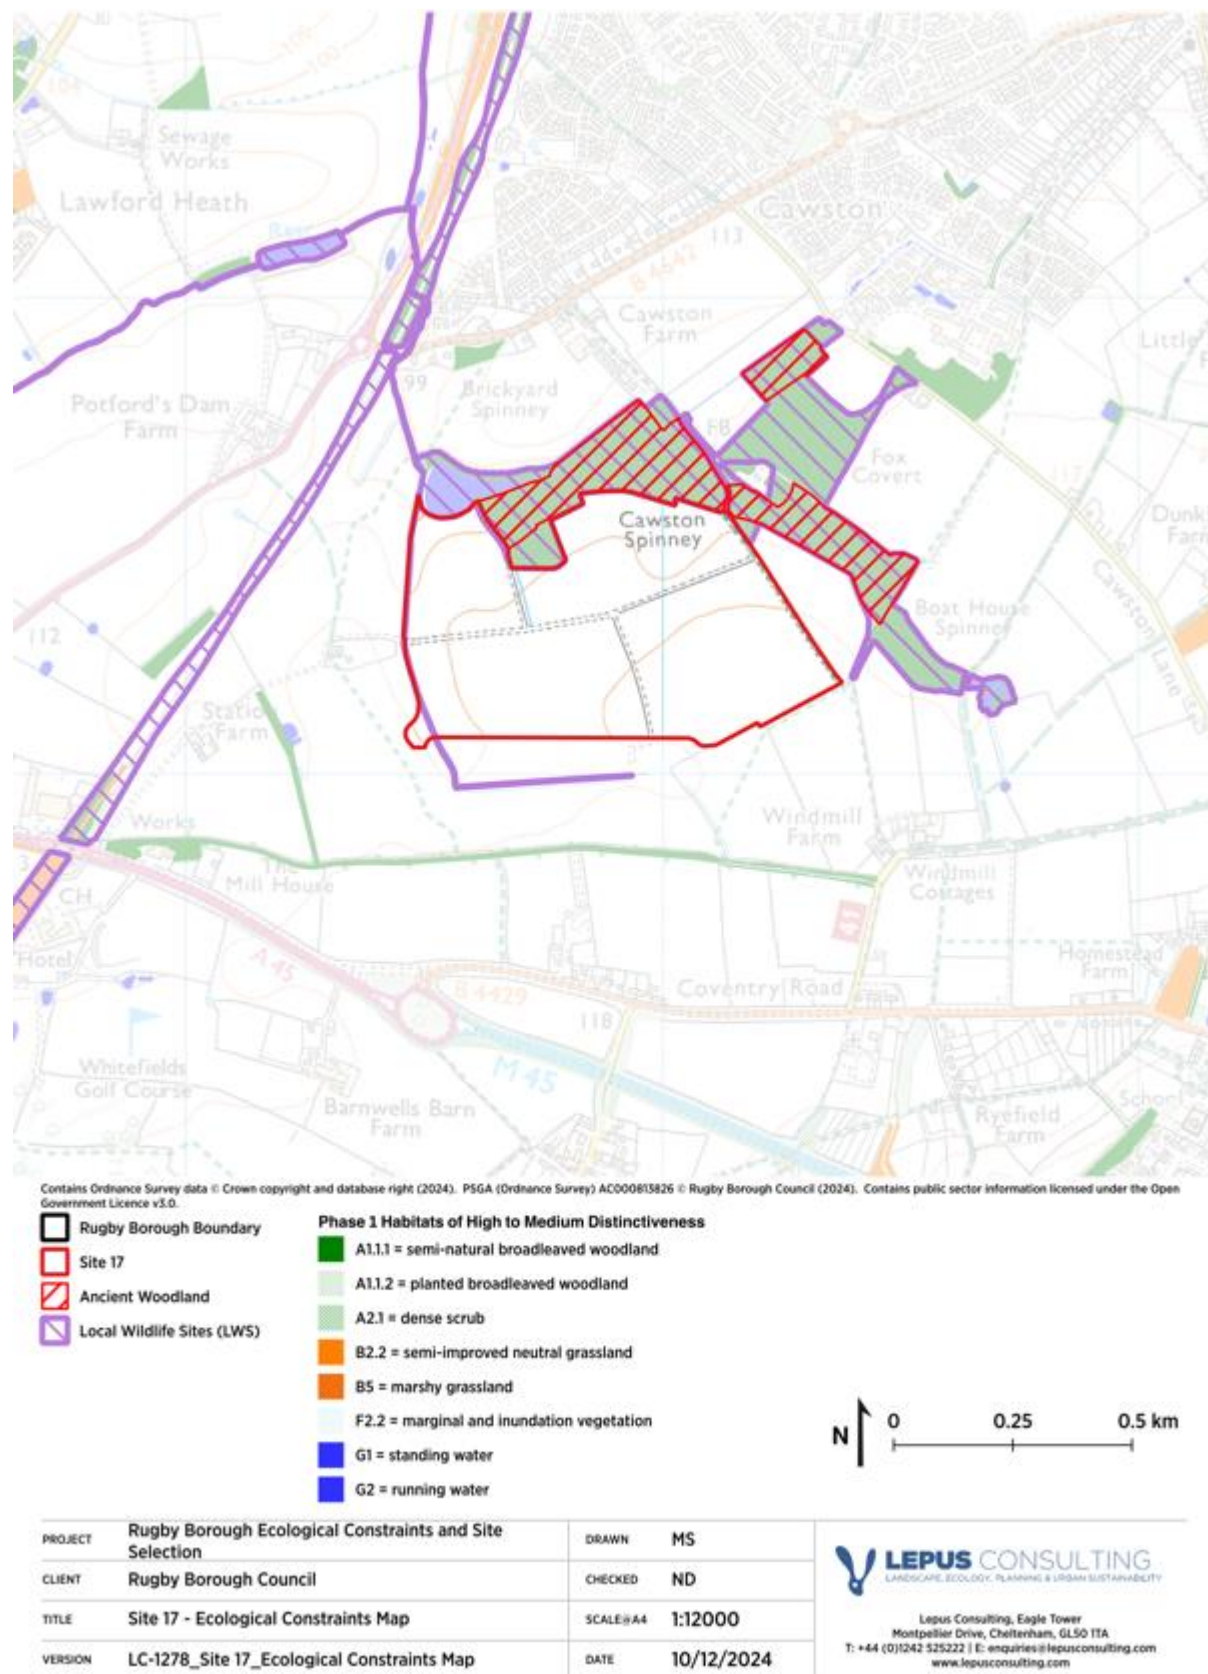 104
Sewage
Works
Lawford Heath
Cawston
113
B 4642
Cawston
Farm
Little
99
Brickyard
Spinney
Potford's Dam
Farm
FB
Fox
Covert
117
Cawston
Spinney
Cawston Lane
Boat House
Spinney
112
Station
Farm
Works
Windmill
Farm
The
Mill House
Windmill
Cottages
CH
Hotel
A 45
B 4429
Coventry Road
Homestead
Farm
118
M 45
Whitefields
Golf Course
Barnwells Barn
Farm
Ryefield
Farm
School
Contains Ordnance Survey data © Crown copyright and database right (2024). PSGA (Ordnance Survey) AC000813826 © Rugby Borough Council (2024). Contains public sector information licensed under the Open
Government Licence v3.0.
Rugby Borough Boundary
Site 17
Ancient Woodland
Local Wildlife Sites (LWS)
Phase 1 Habitats of High to Medium Distinctiveness
A1.1.1 = semi-natural broadleaved woodland
A1.1.2 = planted broadleaved woodland
A2.1 = dense scrub
B2.2 = semi-improved neutral grassland
B5 = marshy grassland
F2.2 = marginal and inundation vegetation
G1 = standing water
G2 = running water
N
0 0.25 0.5 km
PROJECT Rugby Borough Ecological Constraints and Site
Selection
DRAWN MS
CLIENT Rugby Borough Council
CHECKED ND
TITLE Site 17 - Ecological Constraints Map
SCALE@A4 1:12000
VERSION LC-1278_Site 17_Ecological Constraints Map
DATE 10/12/2024
LEPUS CONSULTING
LANDSCAPE, ECOLOGY, PLANNING & URBAN SUSTAINABILITY
Lepus Consulting, Eagle Tower
Montpellier Drive, Cheltenham, GL50 1TA
T: +44 (0)1242 525222 | E: enquiries@lepusconsulting.com
www.lepusconsulting.com